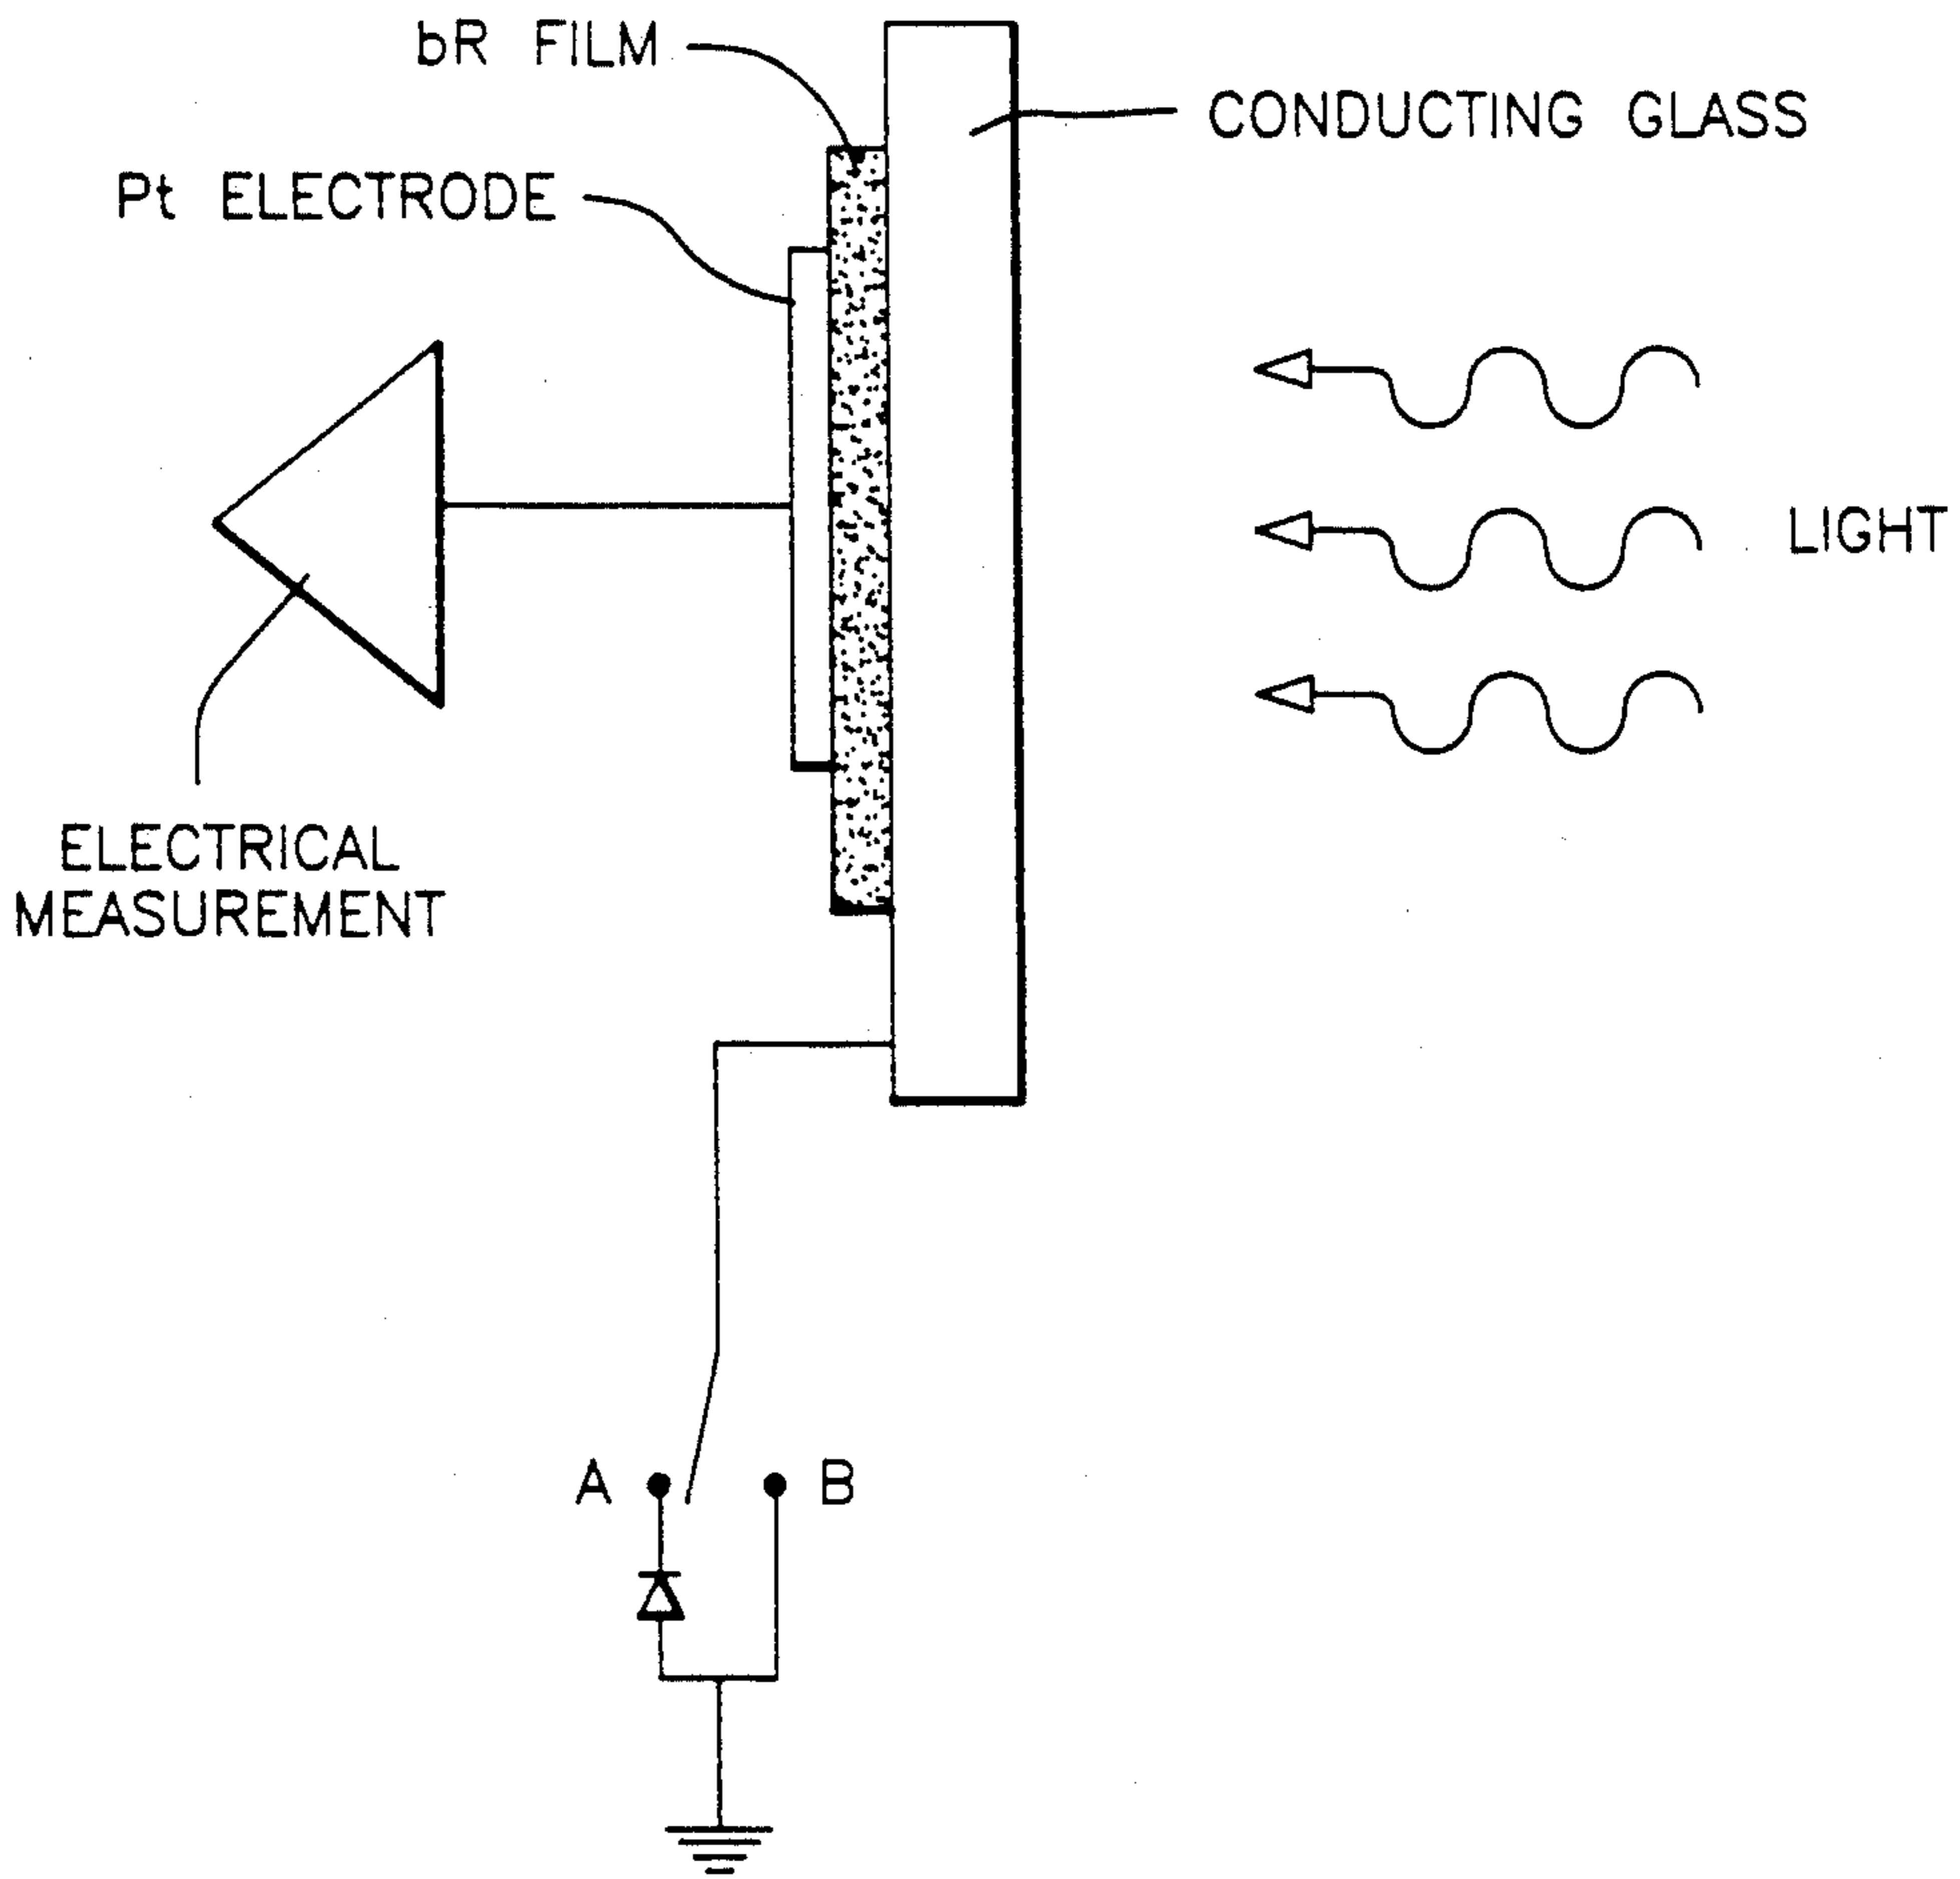 bR FILM
CONDUCTING GLASS
Pt ELECTRODE
LIGHT
ELECTRICAL
MEASUREMENT
A
B